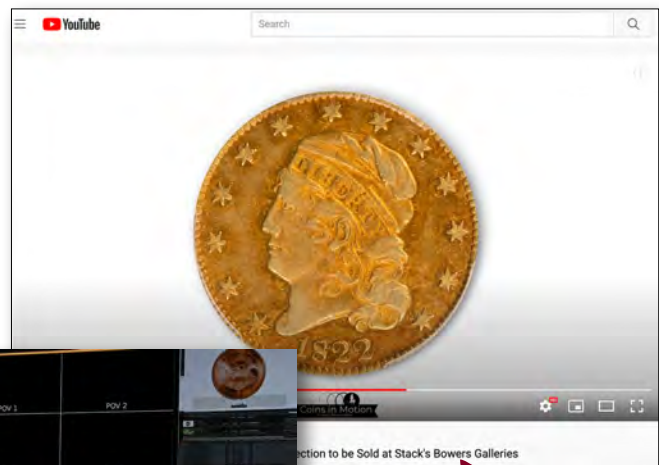 YouTube
Search
LIBERTY
1822
Coins in Motion
POV 1
POV 2
ection to be Sold at Stack's Bowers Galleries